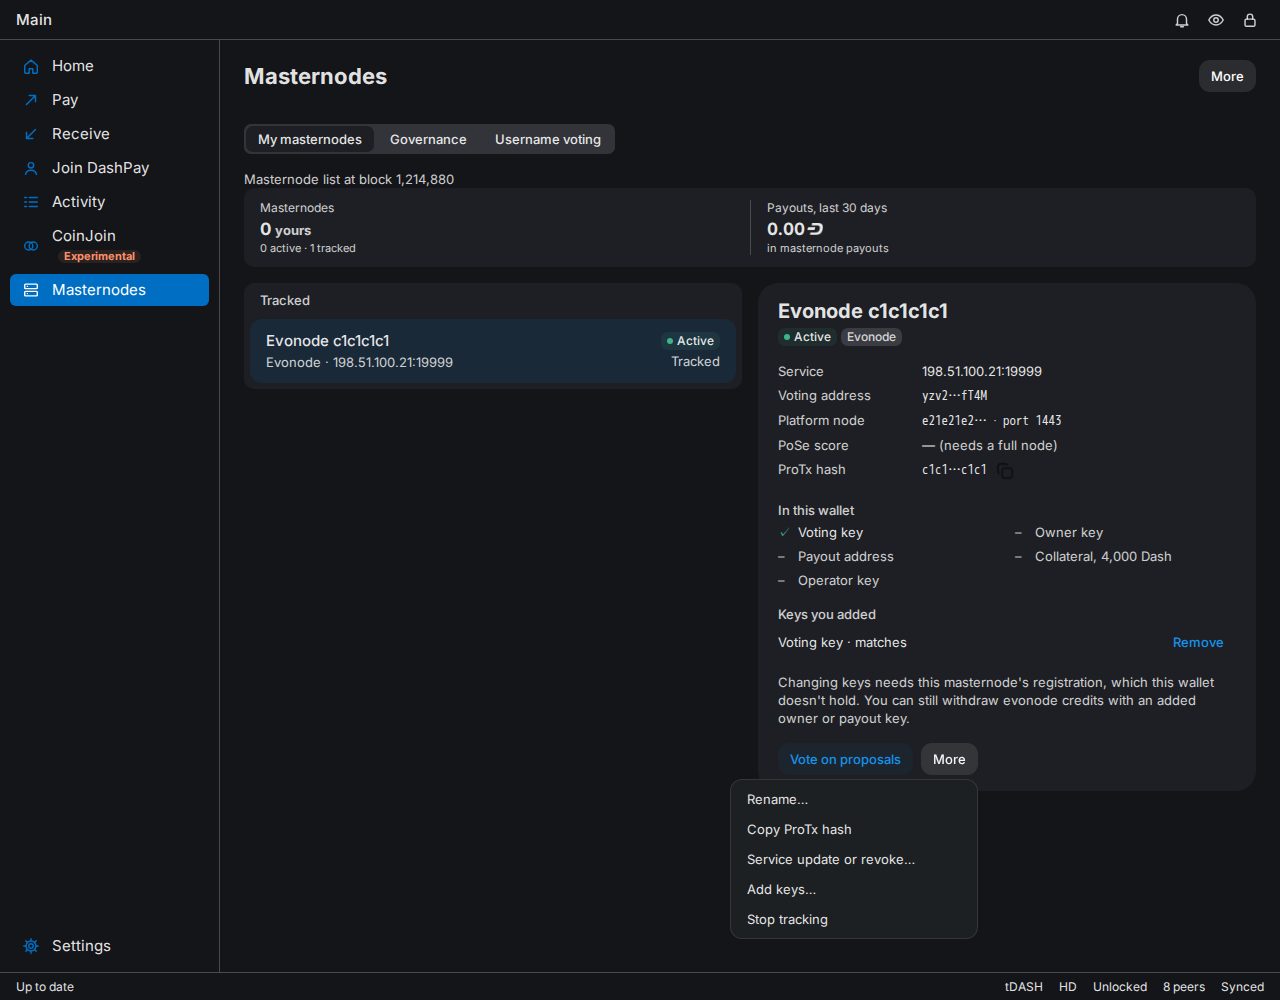 Main
Home
Pay
Receive
Join DashPay
Activity
CoinJoin
Experimental
Masternodes
Settings
Masternodes
More
My masternodes
Governance
Username voting
Masternode list at block 1,214,880
Masternodes
0 yours
0 active · 1 tracked
Payouts, last 30 days
0.00
in masternode payouts
Tracked
Evonode c1c1c1c1
Active
Evonode · 198.51.100.21:19999
Tracked
Evonode c1c1c1c1
Active
Evonode
Service 198.51.100.21:19999
Voting address yzv2…fT4M
Platform node e21e21e2… · port 1443
PoSe score — (needs a full node)
ProTx hash c1c1…c1c1
In this wallet
✓ Voting key
– Owner key
– Payout address
– Collateral, 4,000 Dash
– Operator key
Keys you added
Voting key · matches
Remove
Changing keys needs this masternode's registration, which this wallet
doesn't hold. You can still withdraw evonode credits with an added
owner or payout key.
Vote on proposals
More
Rename...
Copy ProTx hash
Service update or revoke...
Add keys...
Stop tracking
Up to date
tDASH
HD
Unlocked
8 peers
Synced